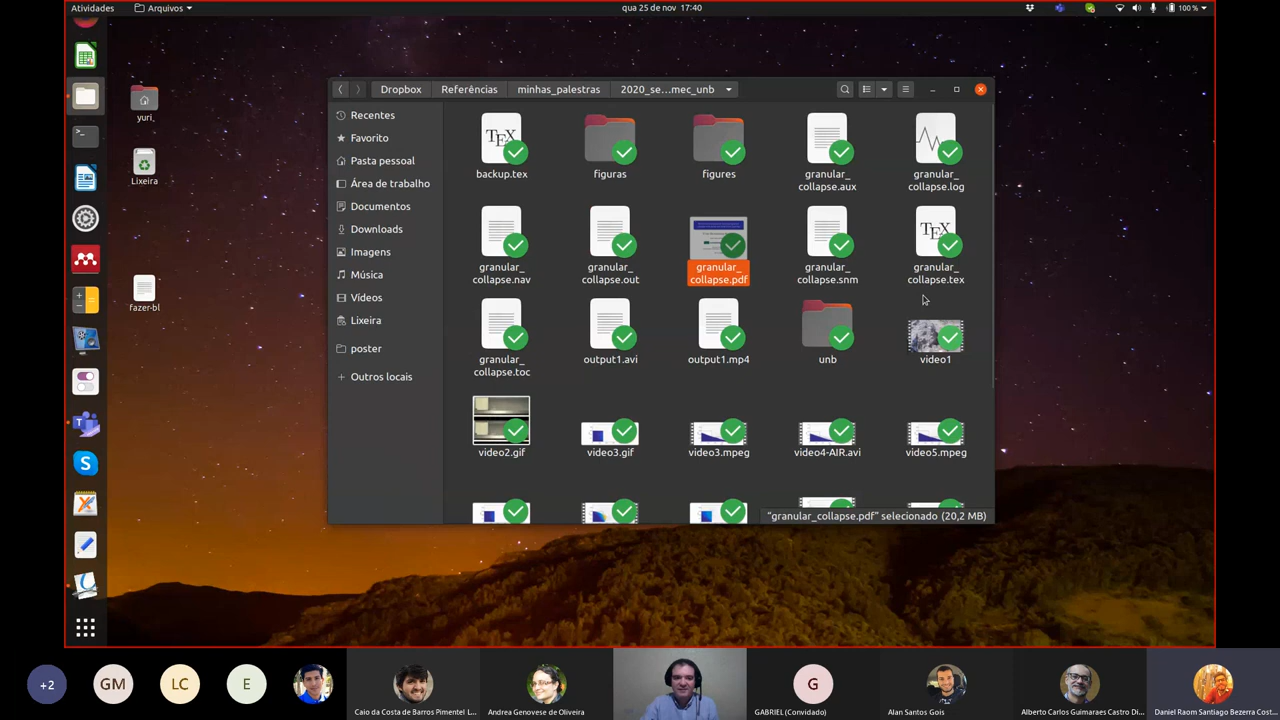 Atividades
Arquivos
qua 25 de nov 17:40
100 %
Dropbox
Referências
minhas_palestras
2020_se...mec_unb
yuri_
Lixeira
fazer-bl
Recentes
Favorito
Pasta pessoal
Área de trabalho
Documentos
Downloads
Imagens
Música
Vídeos
Lixeira
poster
+ Outros locais
TEX
backup.tex
figuras
figures
granular_
collapse.aux
granular_
collapse.log
granular_
collapse.nav
granular_
collapse.out
granular_
collapse.pdf
granular_
collapse.snm
TEX
granular_
collapse.tex
granular_
collapse.toc
output1.avi
output1.mp4
unb
video1
video2.gif
video3.gif
video3.mpeg
video4-AIR.avi
video5.mpeg
"granular_collapse.pdf" selecionado (20,2 MB)
+2
GM
LC
E
G
Caio da Costa de Barros Pimentel L...
Andrea Genovese de Oliveira
GABRIEL (Convidado)
Alan Santos Gois
Alberto Carlos Guimaraes Castro Di...
Daniel Raom Santiago Bezerra Cost...